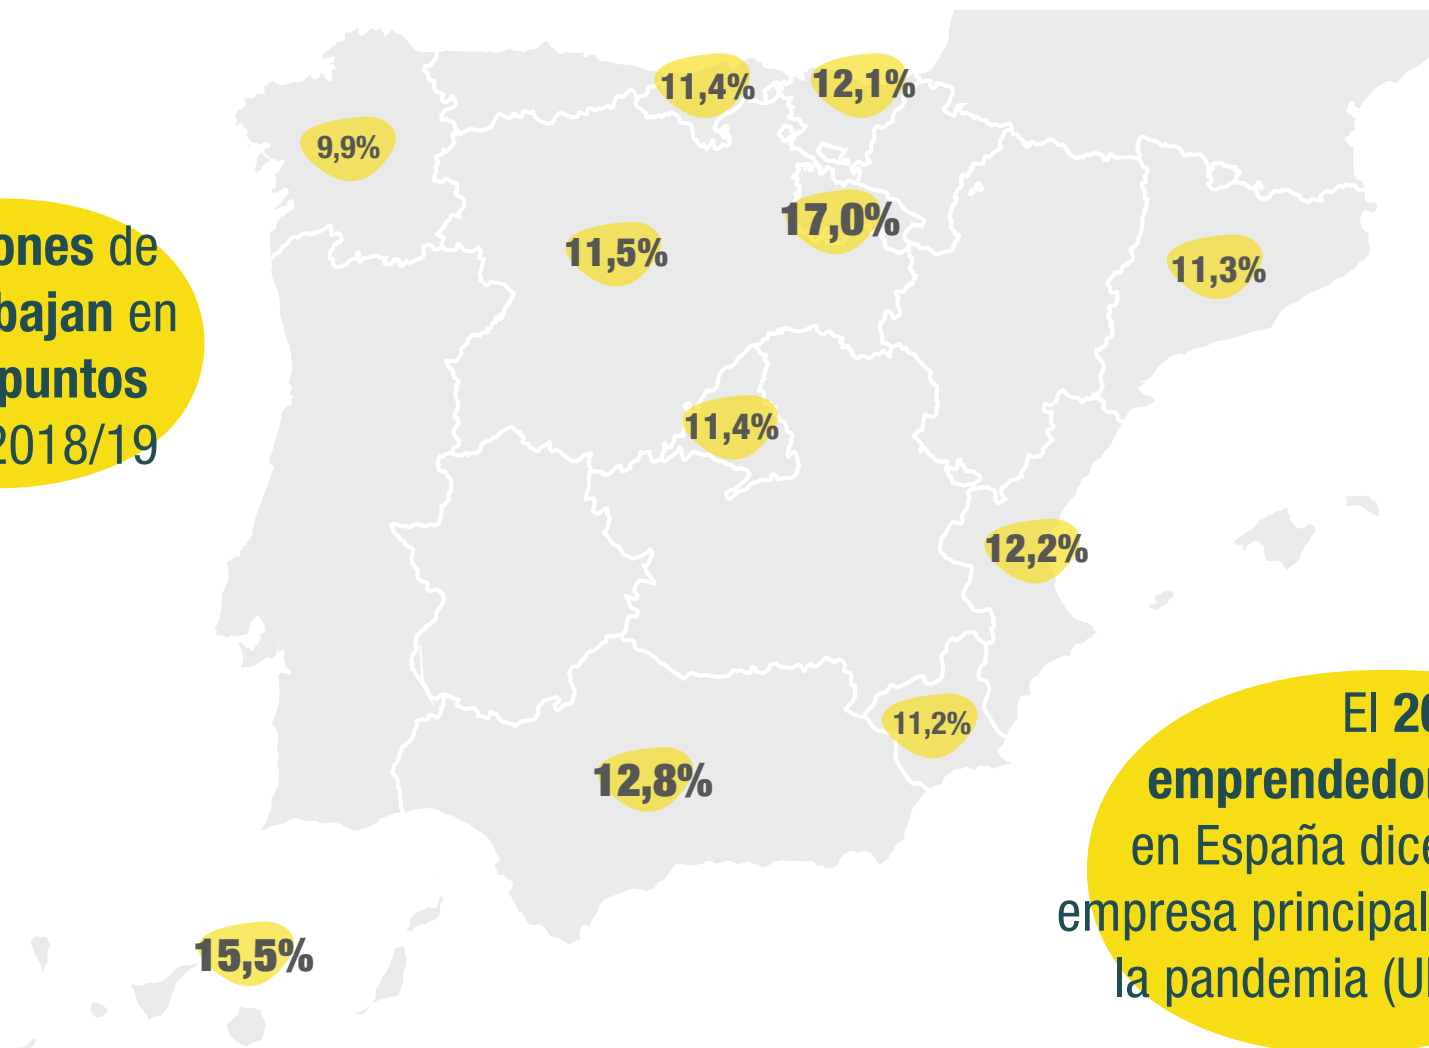 11,4%
12,1%
9,9%
17,0%
11,5%
11,3%
ones de
bajan en
puntos
2018/19
11,4%
12,2%
11,2%
12,8%
15,5%
El 20
emprendedor
en España dice
empresa principal
la pandemia (U